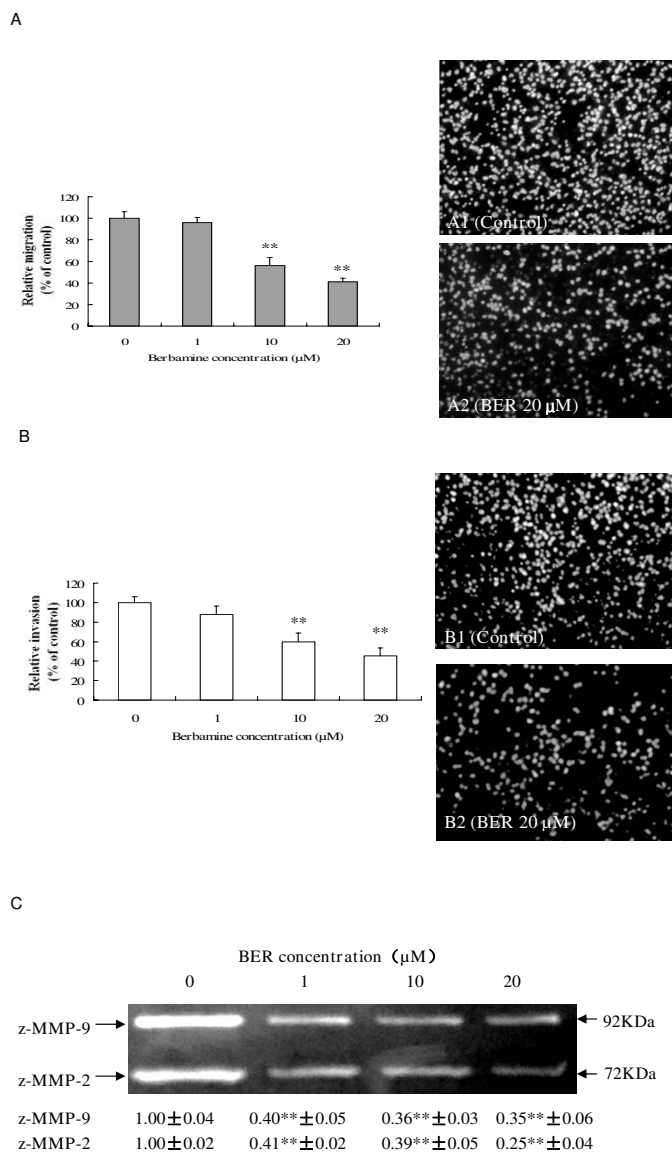 A
A1 (Control)
Relative migration
(% of control)
120
100
80
60
40
20
0
**
**
0 1 10 20
Berbamine concentration (µM)
A2 (BER 20 µM)
B
B1 (Control)
Relative invasion
(% of control)
120
100
80
60
40
20
0
**
**
0 1 10 20
Berbamine concentration (µM)
B2 (BER 20 µM)
C
BER concentration (µM)
0 1 10 20
z-MMP-9 92KDa
z-MMP-2 72KDa
z-MMP-9 1.00±0.04 0.40**±0.05 0.36**±0.03 0.35**±0.06
z-MMP-2 1.00±0.02 0.41**±0.02 0.39**±0.05 0.25**±0.04